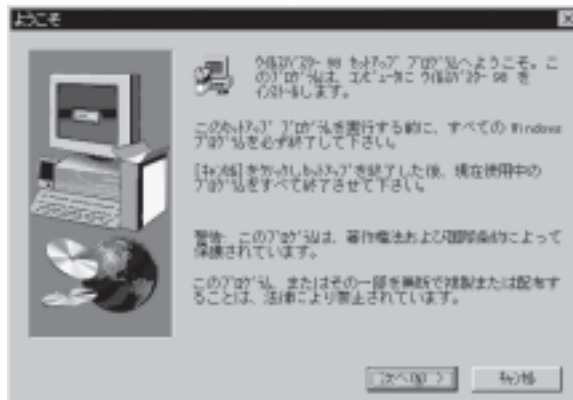 ようこそ
ｳｲﾙｽﾊﾞｽﾀｰ 98 ｾｯﾄｱｯﾌﾟ ﾌﾟﾛｸﾞﾗﾑへようこそ。こ
のﾌﾟﾛｸﾞﾗﾑは、ｺﾝﾋﾟｭｰﾀに ｳｲﾙｽﾊﾞｽﾀｰ 98 を
ｲﾝｽﾄｰﾙします。
このｾｯﾄｱｯﾌﾟ ﾌﾟﾛｸﾞﾗﾑを実行する前に、すべての Windows
ﾌﾟﾛｸﾞﾗﾑを必ず終了して下さい。
[ｷｬﾝｾﾙ]をｸﾘｯｸしｾｯﾄｱｯﾌﾟを終了した後、現在使用中の
ﾌﾟﾛｸﾞﾗﾑをすべて終了させて下さい。
警告: このﾌﾟﾛｸﾞﾗﾑは、著作権法および国際条約によって
保護されています。
このﾌﾟﾛｸﾞﾗﾑ、またはその一部を無断で複製または配布す
ることは、法律により禁止されています。
次へ(N) >
ｷｬﾝｾﾙ